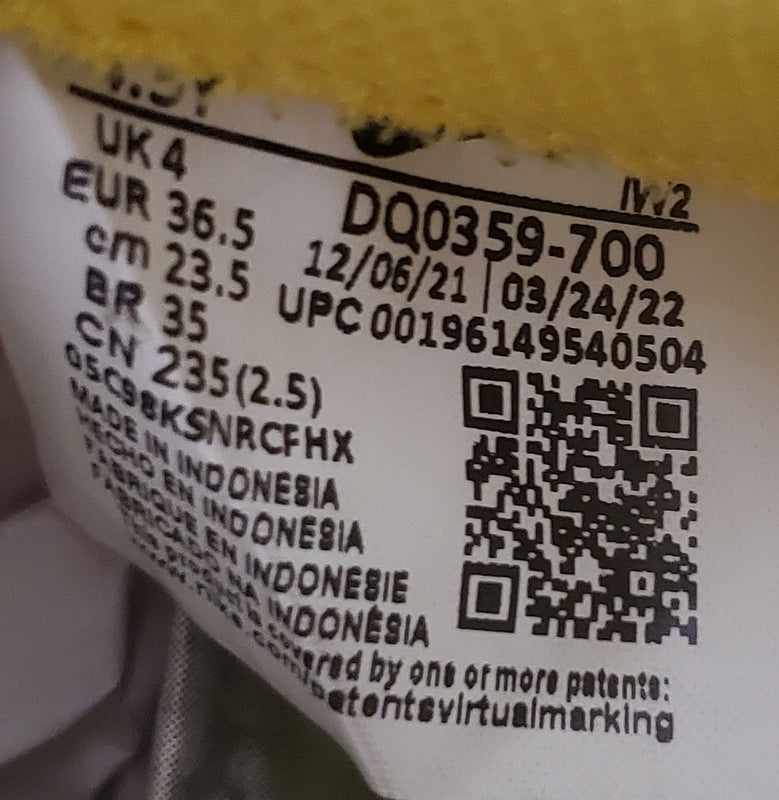 UK 4
EUR 36.5
cm 23.5
BR 35
CN 235(2.5)
DQ0359-700
12/06/21 | 03/24/22
UPC 00196149540504
MADE IN INDONESIA
HECHO EN INDONESIA
FABRIQUE EN INDONESIE
FABRICADO NA INDONÉSIA
covered by one or more patents: